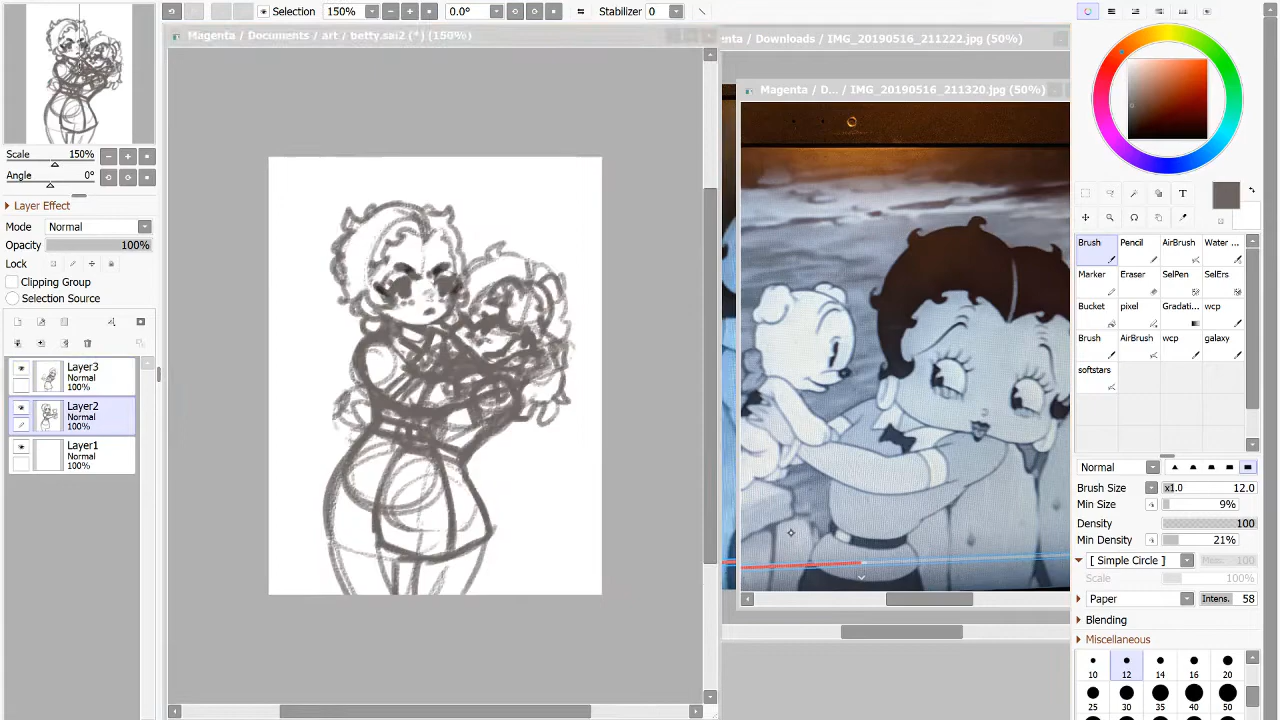 Selection 150% 0.0° Stabilizer 0
Magenta / Documents / art / betty.sai2 (*) (150%)
nta / Downloads / IMG_20190516_211222.jpg (50%)
Magenta / D... / IMG_20190516_211320.jpg (50%)
Scale 150%
Angle 0°
Layer Effect
Mode Normal
Opacity 100%
Lock
Clipping Group
Selection Source
Layer3
Normal
100%
Layer2
Normal
100%
Layer1
Normal
100%
T
Brush Pencil AirBrush Water ...
Marker Eraser SelPen SelErs
Bucket pixel Gradati... wcp
Brush AirBrush wcp galaxy
softstars
Normal
Brush Size x1.0 12.0
Min Size 9%
Density 100
Min Density 21%
[ Simple Circle ]
Scale 100%
Paper Intens. 58
Blending
Miscellaneous
10 12 14 16 20
25 30 35 40 50